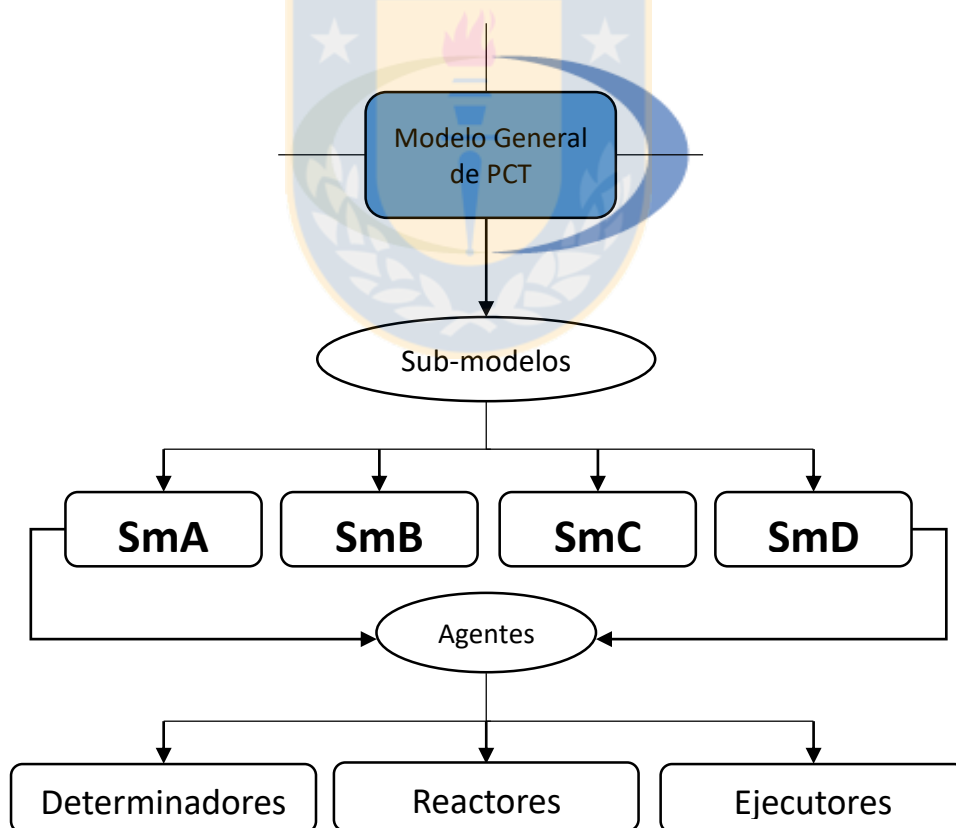 Modelo General
de PCT
Sub-modelos
SmA
SmB
SmC
SmD
Agentes
Determinadores
Reactores
Ejecutores